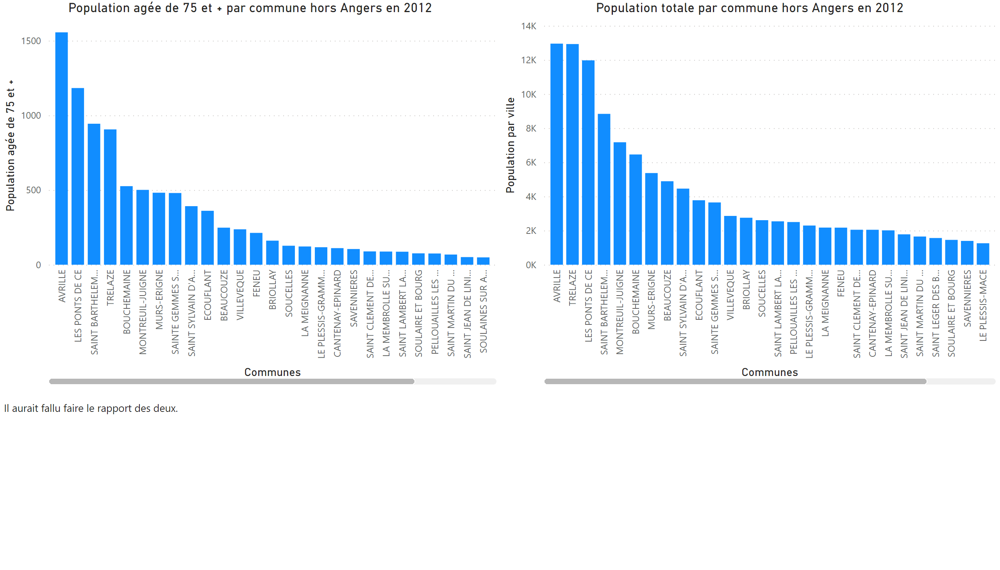 Population agée de 75 et + par commune hors Angers en 2012
Population agée de 75 et +
1500
1000
500
0
AVRILLE
LES PONTS DE CE
SAINT BARTHELEM...
TRELAZE
BOUCHEMAINE
MONTREUIL-JUIGNE
MURS-ERIGNE
SAINTE GEMMES S...
SAINT SYLVAIN D'A...
ECOUFLANT
BEAUCOUZE
VILLEVEQUE
FENEU
BRIOLLAY
SOUCELLES
LA MEIGNANNE
LE PLESSIS-GRAMM...
CANTENAY-EPINARD
SAVENNIERES
SAINT CLEMENT DE...
LA MEMBROLLE SU...
SAINT LAMBERT LA...
SOULAIRE ET BOURG
PELLOUAILLES LES ...
SAINT MARTIN DU ...
SAINT JEAN DE LINI...
SOULAINES SUR A...
Communes
Population totale par commune hors Angers en 2012
Population par ville
14K
12K
10K
8K
6K
4K
2K
0K
AVRILLE
TRELAZE
LES PONTS DE CE
SAINT BARTHELEM...
MONTREUIL-JUIGNE
BOUCHEMAINE
MURS-ERIGNE
BEAUCOUZE
SAINT SYLVAIN D'A...
ECOUFLANT
SAINTE GEMMES S...
VILLEVEQUE
BRIOLLAY
SOUCELLES
SAINT LAMBERT LA...
PELLOUAILLES LES ...
LE PLESSIS-GRAMM...
LA MEIGNANNE
FENEU
SAINT CLEMENT DE...
CANTENAY-EPINARD
LA MEMBROLLE SU...
SAINT JEAN DE LINI...
SAINT MARTIN DU ...
SAINT LEGER DES B...
SOULAIRE ET BOURG
SAVENNIERES
LE PLESSIS-MACE
Communes
Il aurait fallu faire le rapport des deux.